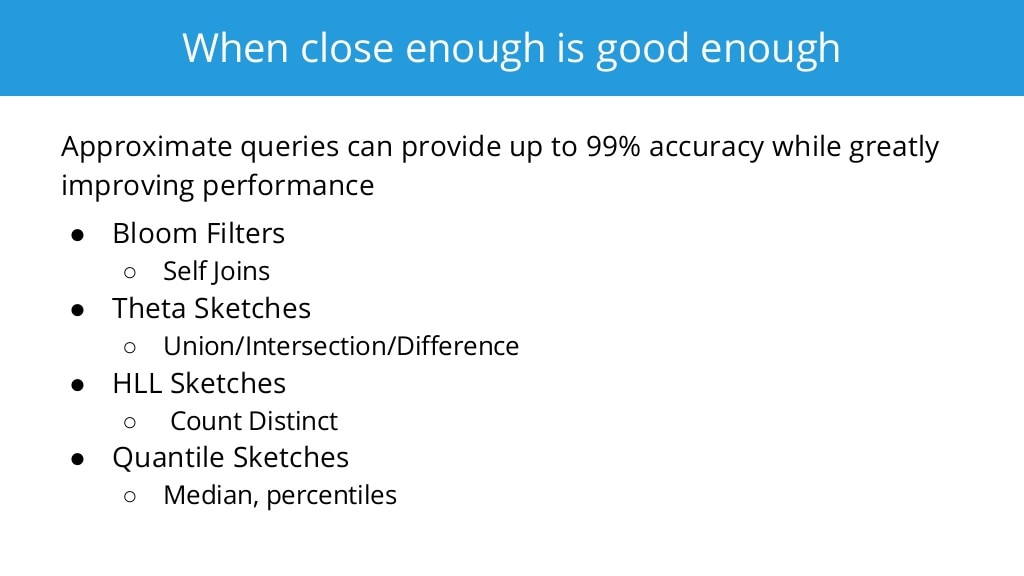 When close enough is good enough
Approximate queries can provide up to 99% accuracy while greatly
improving performance
● Bloom Filters
○ Self Joins
● Theta Sketches
○ Union/Intersection/Difference
● HLL Sketches
○ Count Distinct
● Quantile Sketches
○ Median, percentiles